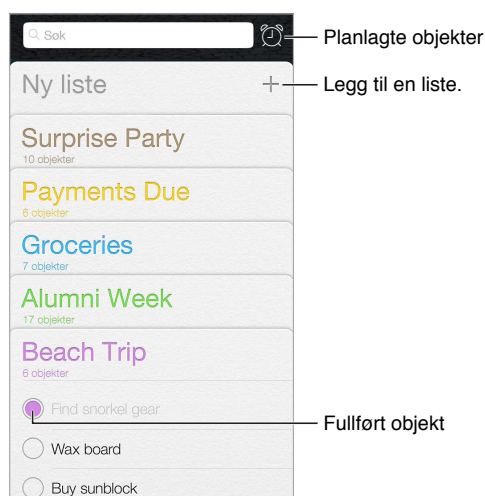 Søk
Planlagte objekter
Ny liste
Legg til en liste.
Surprise Party
10 objekter
Payments Due
6 objekter
Groceries
7 objekter
Alumni Week
17 objekter
Beach Trip
6 objekter
Find snorkel gear
Fullført objekt
Wax board
Buy sunblock